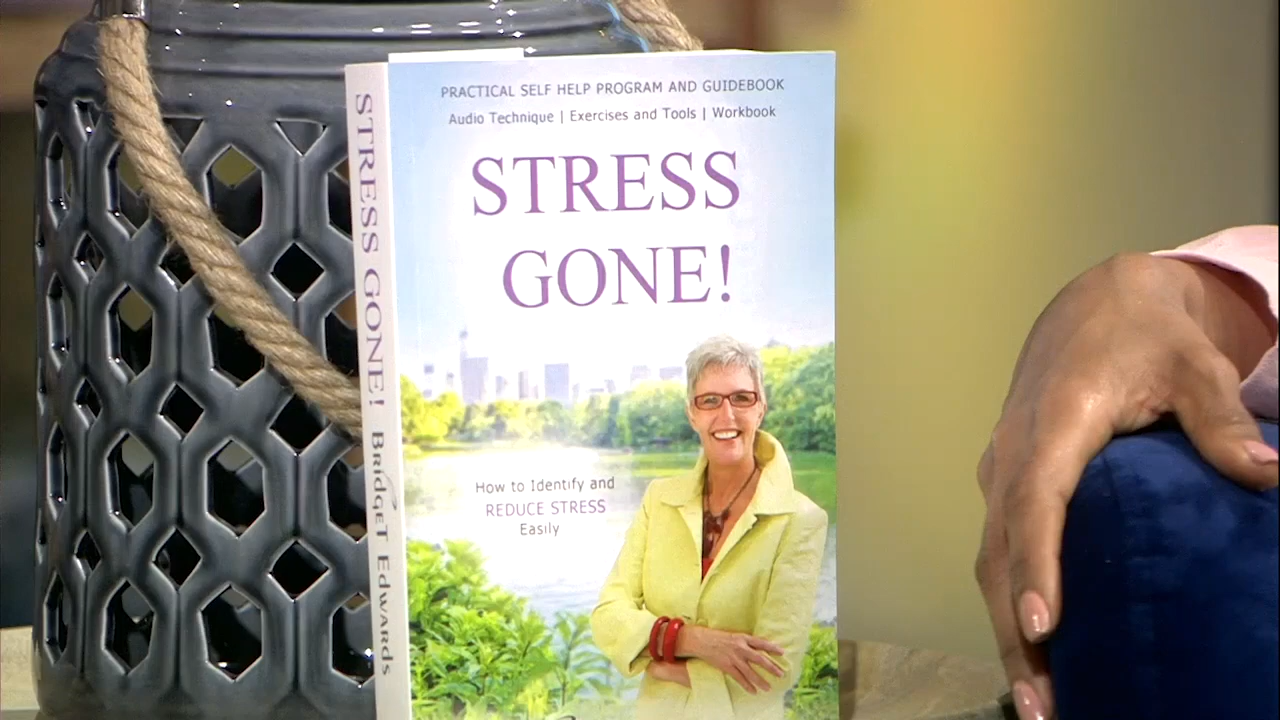 PRACTICAL SELF HELP PROGRAM AND GUIDEBOOK
Audio Technique | Exercises and Tools | Workbook
STRESS
GONE!
How to Identify and
REDUCE STRESS
Easily
STRESS GONE! BRIDGET EDWARDS